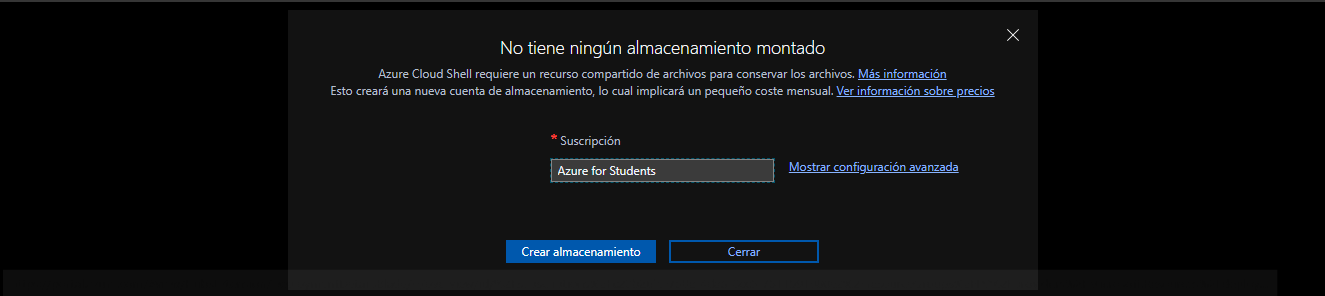 No tiene ningún almacenamiento montado
Azure Cloud Shell requiere un recurso compartido de archivos para conservar los archivos. Más información
Esto creará una nueva cuenta de almacenamiento, lo cual implicará un pequeño coste mensual. Ver información sobre precios
* Suscripción
Azure for Students
Mostrar configuración avanzada
Crear almacenamiento
Cerrar